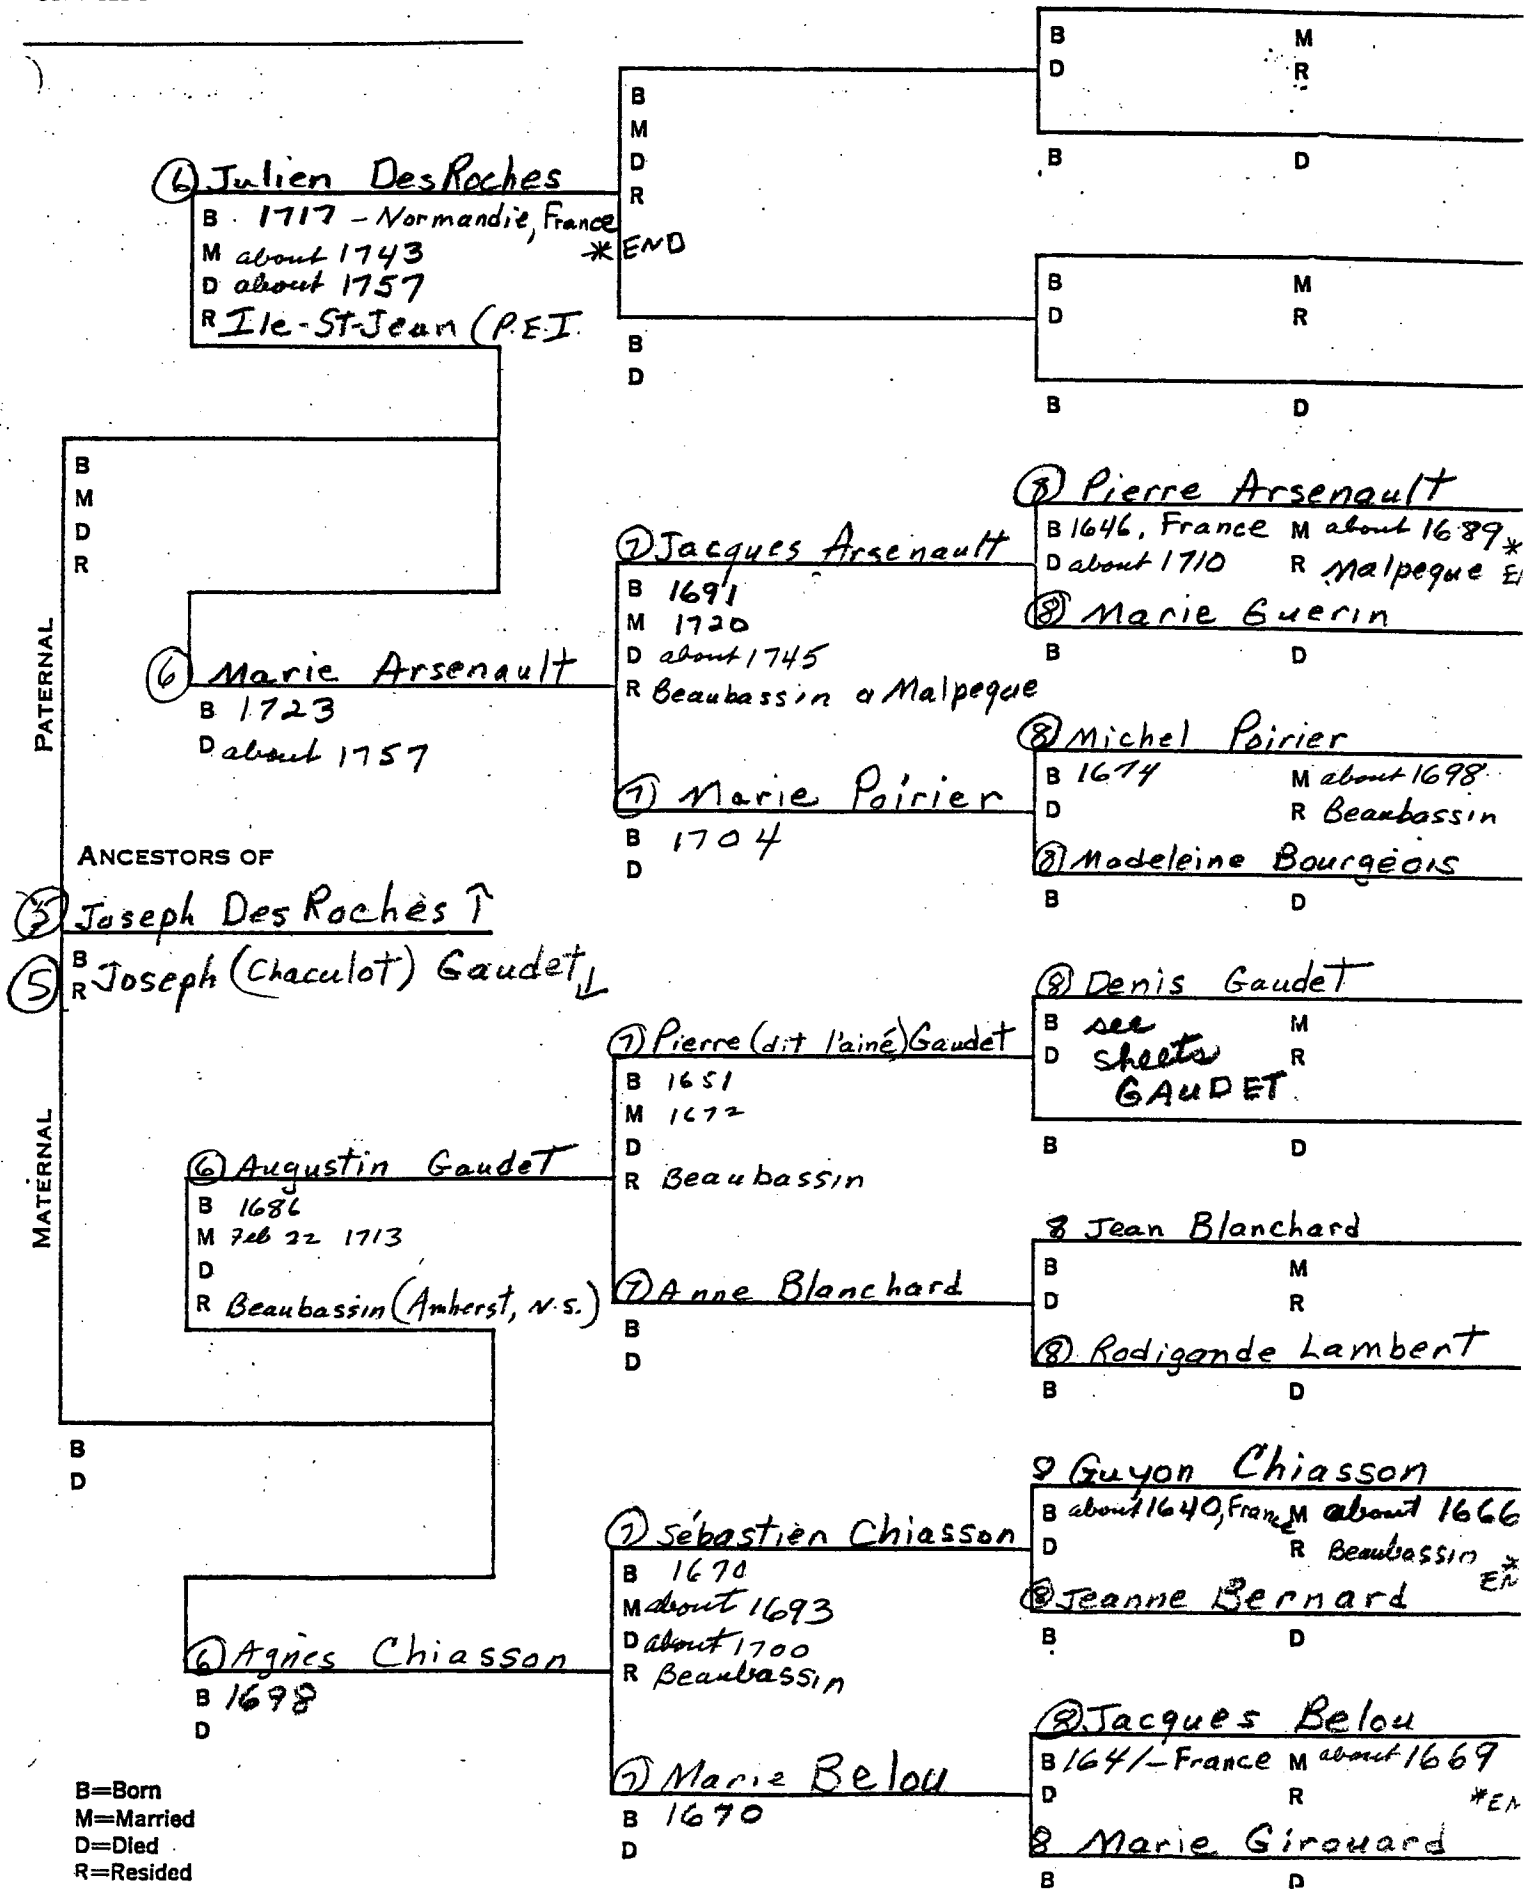 B M
D R
B D
B
M
D
R
⑥ Julien DesRoches
B 1717 - Normandie, France
M about 1743
D about 1757
R Ile-St-Jean (P.E.I.
* END
B
D
B M
D R
B D
PATERNAL
B
M
D
R
⑥ Marie Arsenault
B 1723
D about 1757
⑦ Jacques Arsenault
B 1691
M 1720
D about 1745
R Beaubassin a Malpeque
⑦ Marie Poirier
B 1704
D
⑧ Pierre Arsenault
B 1646, France M about 1689 *
D about 1710 R Malpeque
⑧ Marie Guerin
B D
⑧ Michel Poirier
B 1674 M about 1698
D R Beaubassin
⑧ Madeleine Bourgeois
B D
ANCESTORS OF
⑤ Joseph DesRoches ↑
⑤ Joseph (Chaculot) Gaudet ↓
B
R
MATERNAL
⑥ Augustin Gaudet
B 1686
M Feb 22 1713
D
R Beaubassin (Amherst, N.S.)
B
D
⑥ Agnes Chiasson
B 1698
D
⑦ Pierre (dit l'ainé) Gaudet
B 1651
M 1672
D
R Beaubassin
⑦ Anne Blanchard
B
D
⑧ Denis Gaudet
B see M
D sheets R
GAUDET
B D
8 Jean Blanchard
B M
D R
⑧ Rodigonde Lambert
B D
⑦ Sébastien Chiasson
B 1670
M about 1693
D about 1700
R Beaubassin
⑦ Marie Belou
B 1670
D
8 Guyon Chiasson
B about 1640, France M about 1666
D R Beaubassin *
⑧ Jeanne Bernard
B D
⑧ Jacques Belou
B 1641 - France M about 1669
D R *
8 Marie Girouard
B D
B=Born
M=Married
D=Died
R=Resided